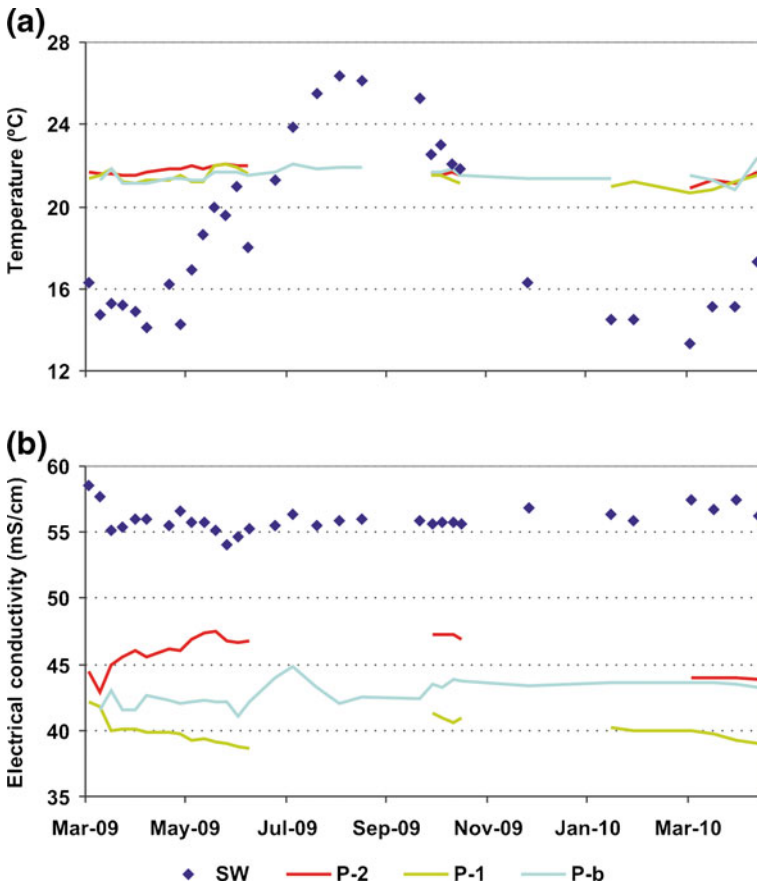 (a)
28
24
20
16
12
Temperature (ºC)
(b)
60
55
50
45
40
35
Electrical conductivity (mS/cm)
Mar-09 May-09 Jul-09 Sep-09 Nov-09 Jan-10 Mar-10
SW P-2 P-1 P-b